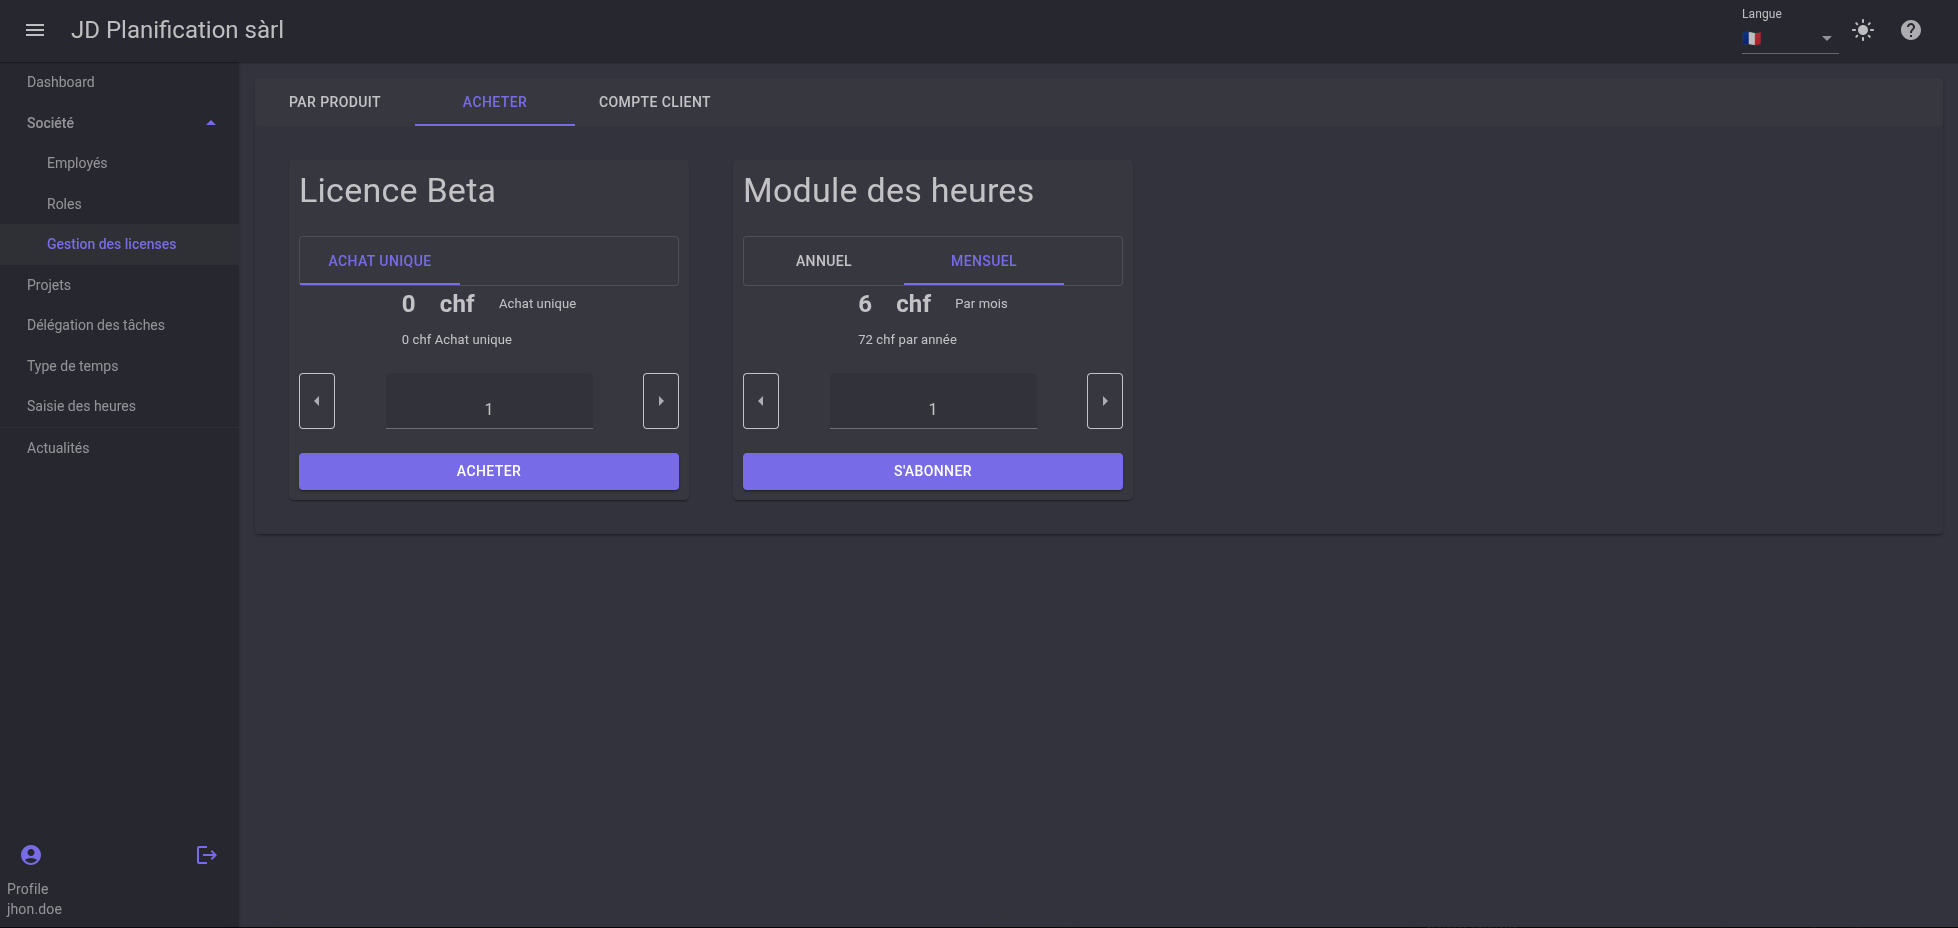 JD Planification sàrl
Langue
Dashboard
Société
Employés
Roles
Gestion des licenses
Projets
Délégation des tâches
Type de temps
Saisie des heures
Actualités
Profile
jhon.doe
PAR PRODUIT
ACHETER
COMPTE CLIENT
Licence Beta
ACHAT UNIQUE
0 chf Achat unique
0 chf Achat unique
1
ACHETER
Module des heures
ANNUEL
MENSUEL
6 chf Par mois
72 chf par année
1
S'ABONNER